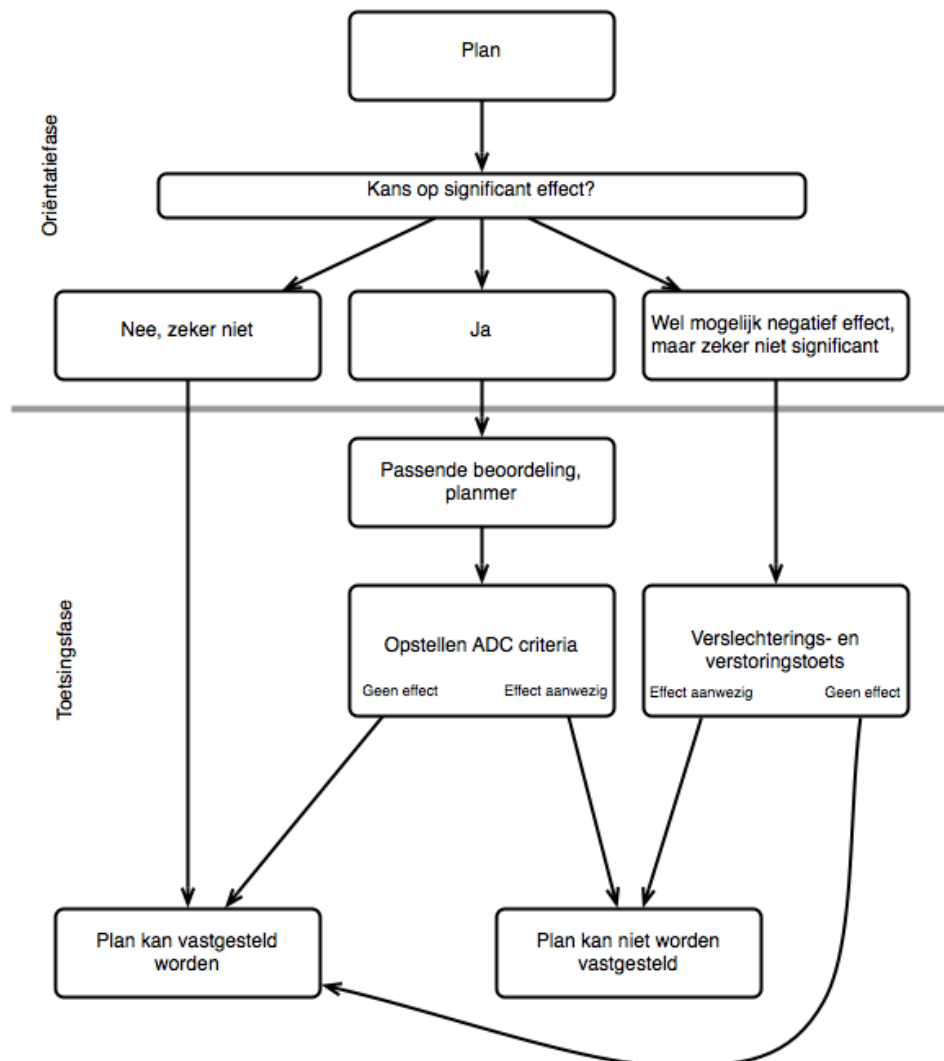 Plan
Oriëntatiefase
Kans op significant effect?
Nee, zeker niet
Ja
Wel mogelijk negatief effect,
maar zeker niet significant
Toetsingsfase
Passende beoordeling,
planmer
Opstellen ADC criteria
Geen effect
Effect aanwezig
Verslechterings- en
verstoringstoets
Effect aanwezig
Geen effect
Plan kan vastgesteld
worden
Plan kan niet worden
vastgesteld